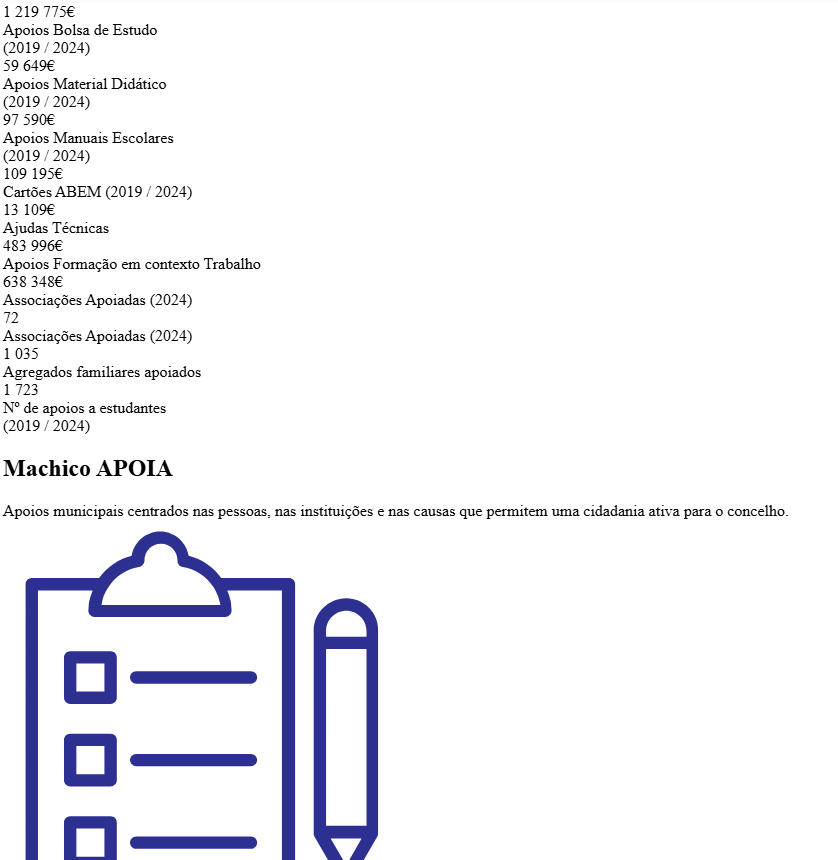 1 219 775€
Apoios Bolsa de Estudo
(2019 / 2024)
59 649€
Apoios Material Didático
(2019 / 2024)
97 590€
Apoios Manuais Escolares
(2019 / 2024)
109 195€
Cartões ABEM (2019 / 2024)
13 109€
Ajudas Técnicas
483 996€
Apoios Formação em contexto Trabalho
638 348€
Associações Apoiadas (2024)
72
Associações Apoiadas (2024)
1 035
Agregados familiares apoiados
1 723
Nº de apoios a estudantes
(2019 / 2024)
Machico APOIA
Apoios municipais centrados nas pessoas, nas instituições e nas causas que permitem uma cidadania ativa para o concelho.